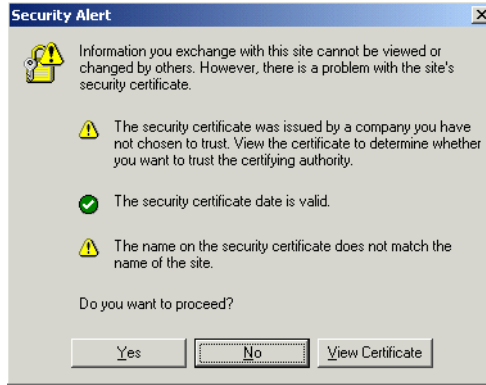 Security Alert
Information you exchange with this site cannot be viewed or
changed by others. However, there is a problem with the site's
security certificate.
The security certificate was issued by a company you have
not chosen to trust. View the certificate to determine whether
you want to trust the certifying authority.
The security certificate date is valid.
The name on the security certificate does not match the
name of the site.
Do you want to proceed?
Yes No View Certificate